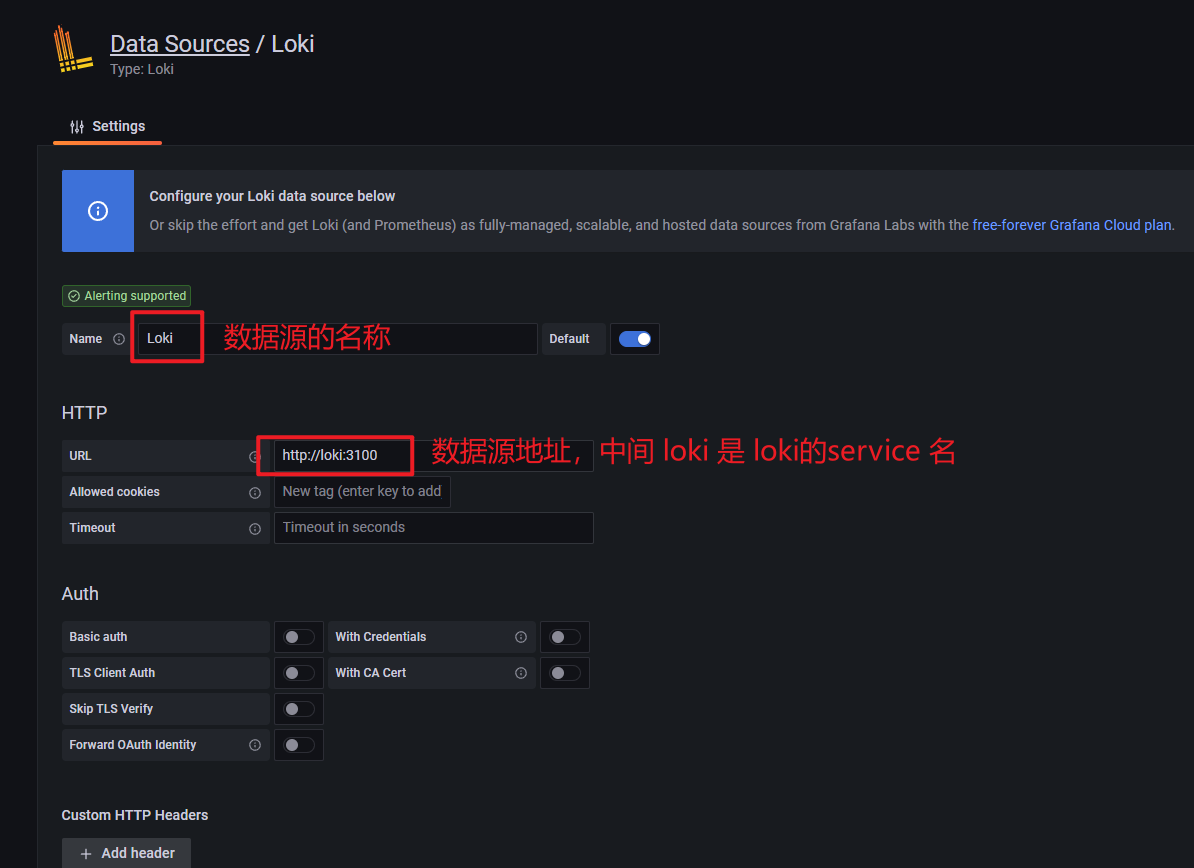 Data Sources / Loki
Type: Loki
Settings
Configure your Loki data source below
Or skip the effort and get Loki (and Prometheus) as fully-managed, scalable, and hosted data sources from Grafana Labs with the free-forever Grafana Cloud plan.
Alerting supported
Name Loki 数据源的名称 Default
HTTP
URL http://loki:3100 数据源地址，中间 loki 是 loki的service 名
Allowed cookies New tag (enter key to add
Timeout Timeout in seconds
Auth
Basic auth With Credentials
TLS Client Auth With CA Cert
Skip TLS Verify
Forward OAuth Identity
Custom HTTP Headers
+ Add header